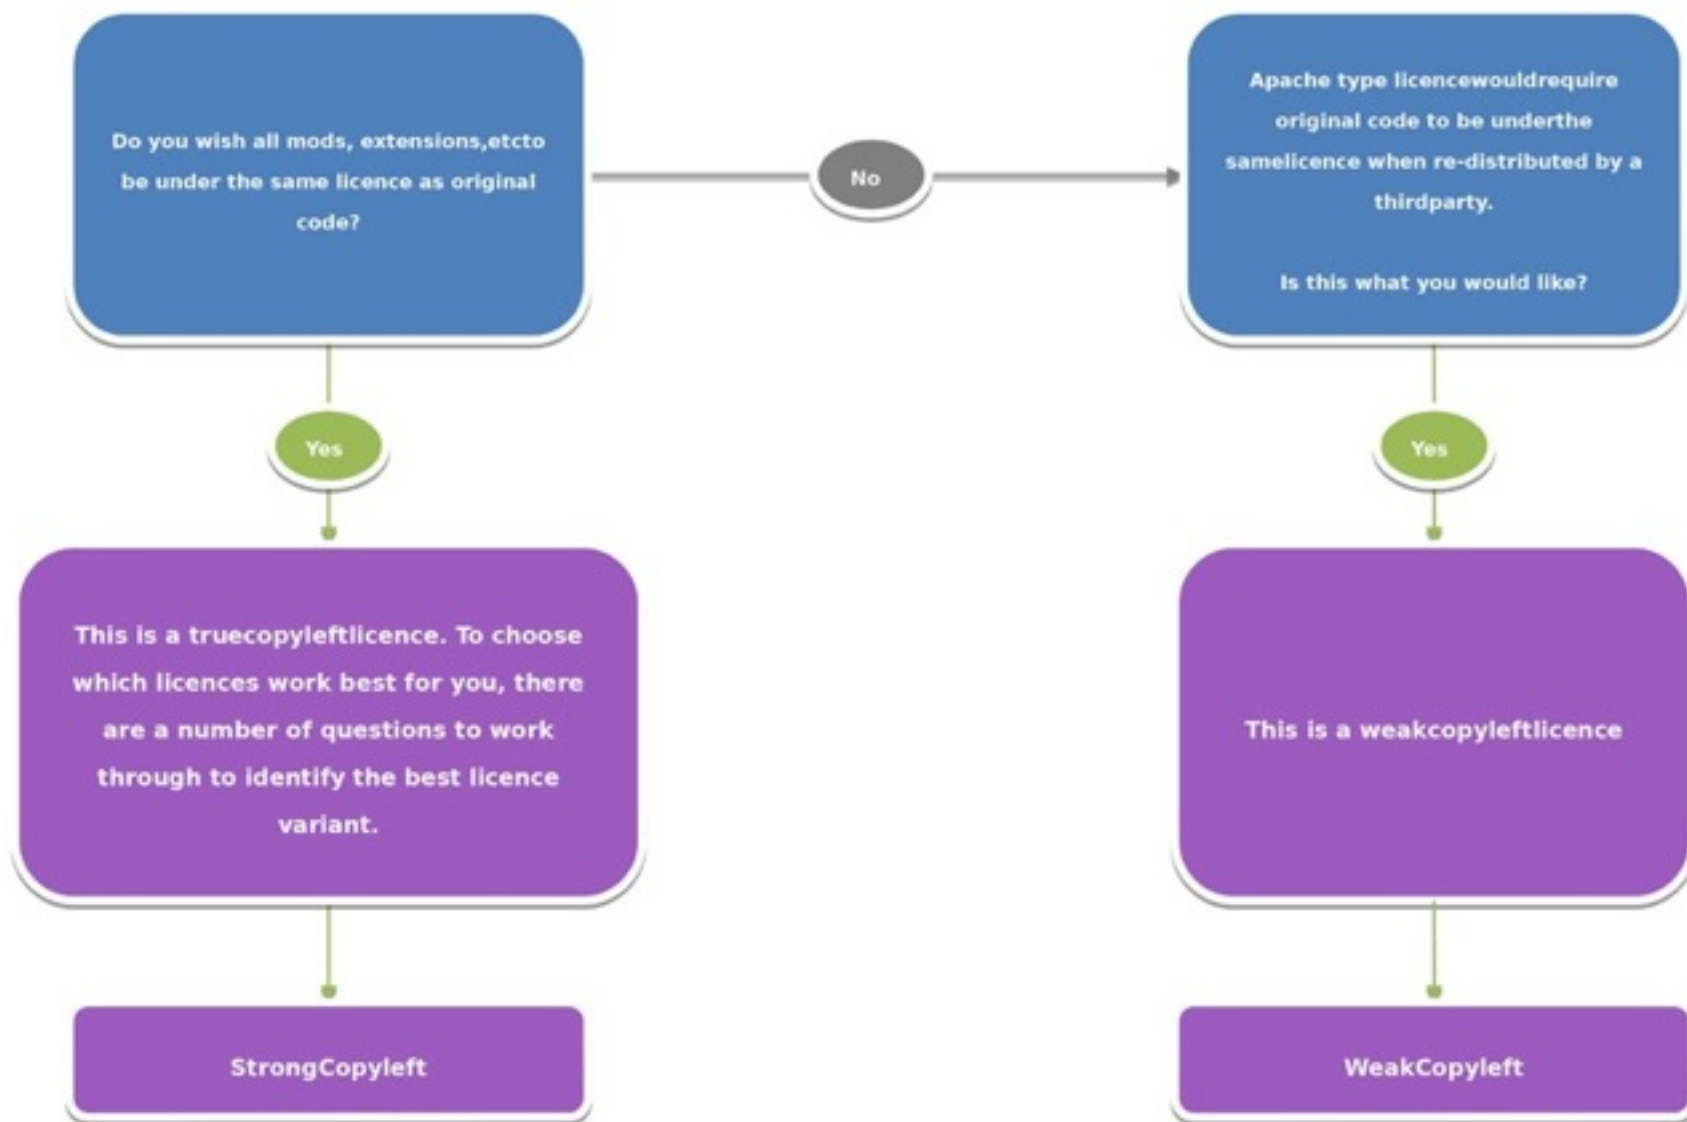 Do you wish all mods, extensions,etcto
be under the same licence as original
code?
No
Apache type licencewouldrequire
original code to be underthe
samelicence when re-distributed by a
thirdparty.
Is this what you would like?
Yes
Yes
This is a truecopyleftlicence. To choose
which licences work best for you, there
are a number of questions to work
through to identify the best licence
variant.
This is a weakcopyleftlicence
StrongCopyleft
WeakCopyleft